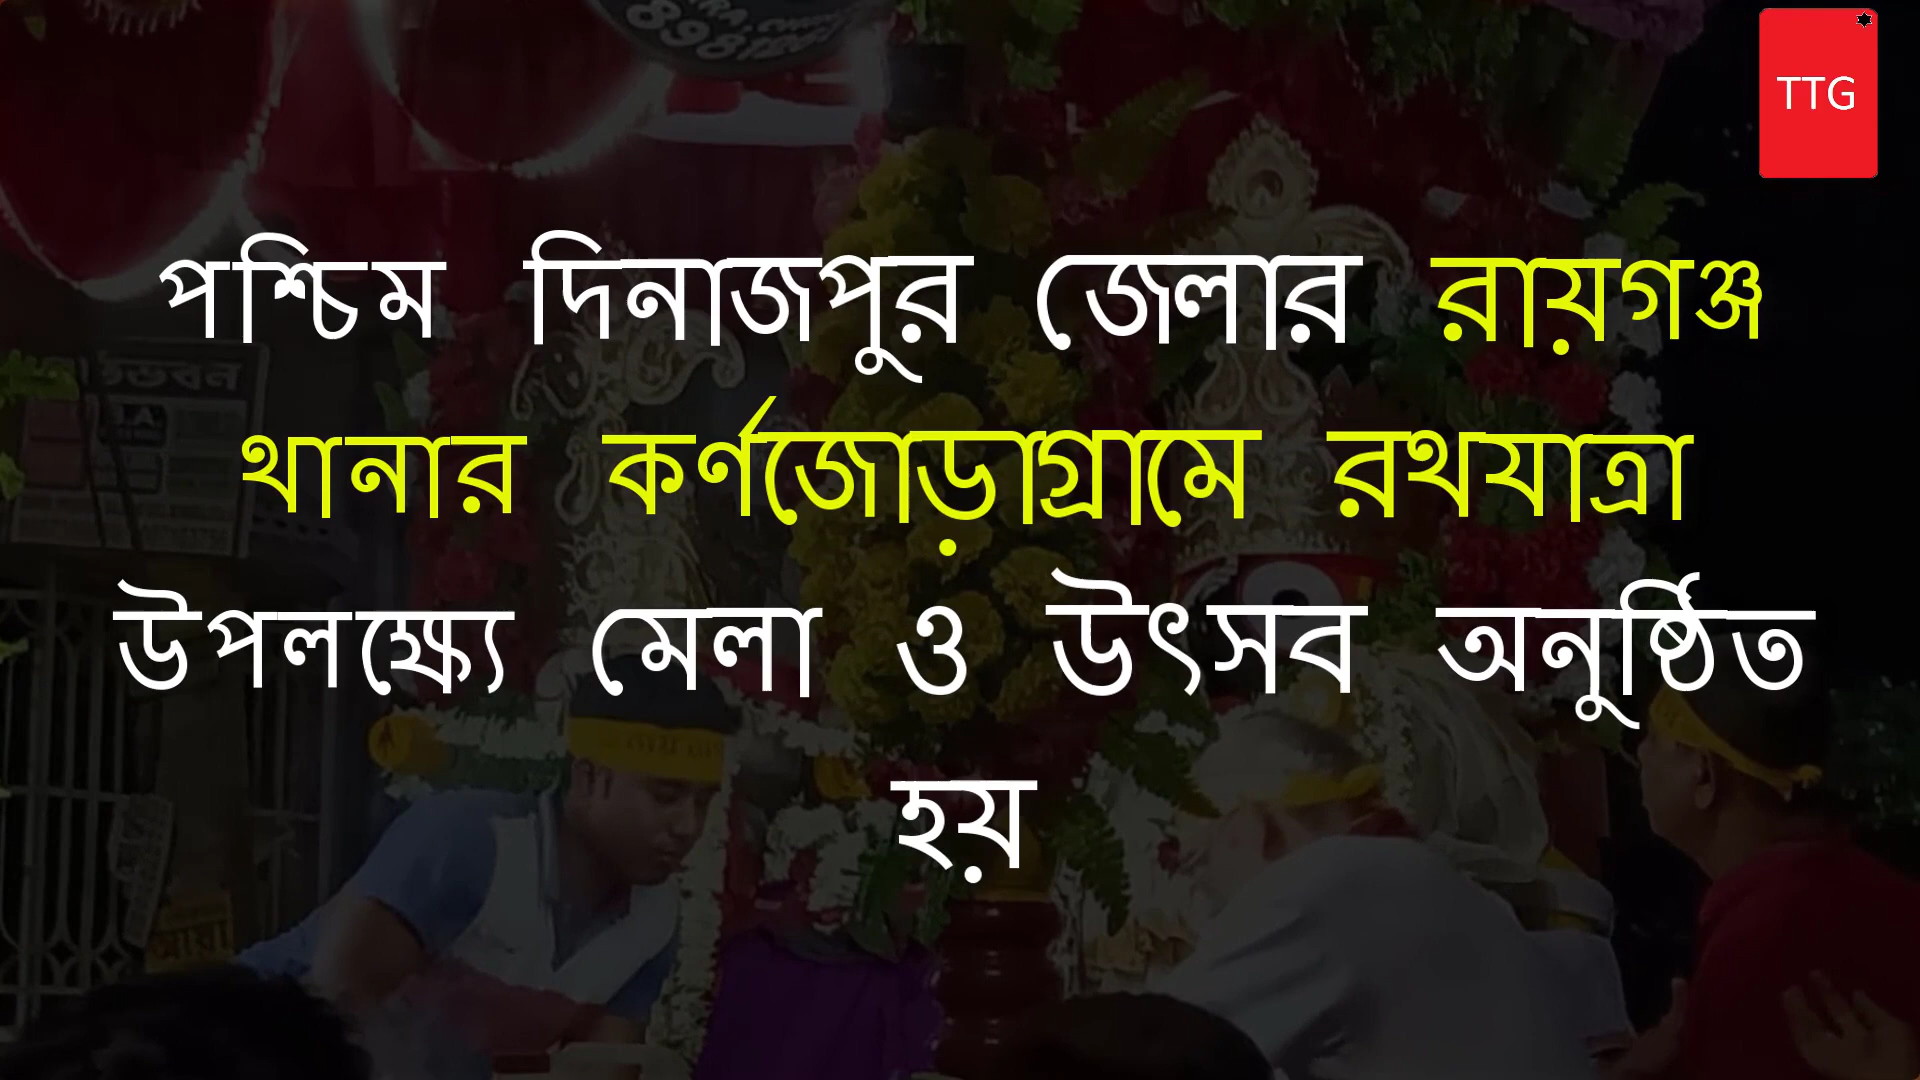 TTG
পশ্চিম দিনাজপুর জেলার রায়গঞ্জ
থানার কর্ণজোড়াগ্রামে রথযাত্রা
উপলক্ষ্যে মেলা ও উৎসব অনুষ্ঠিত
হয়